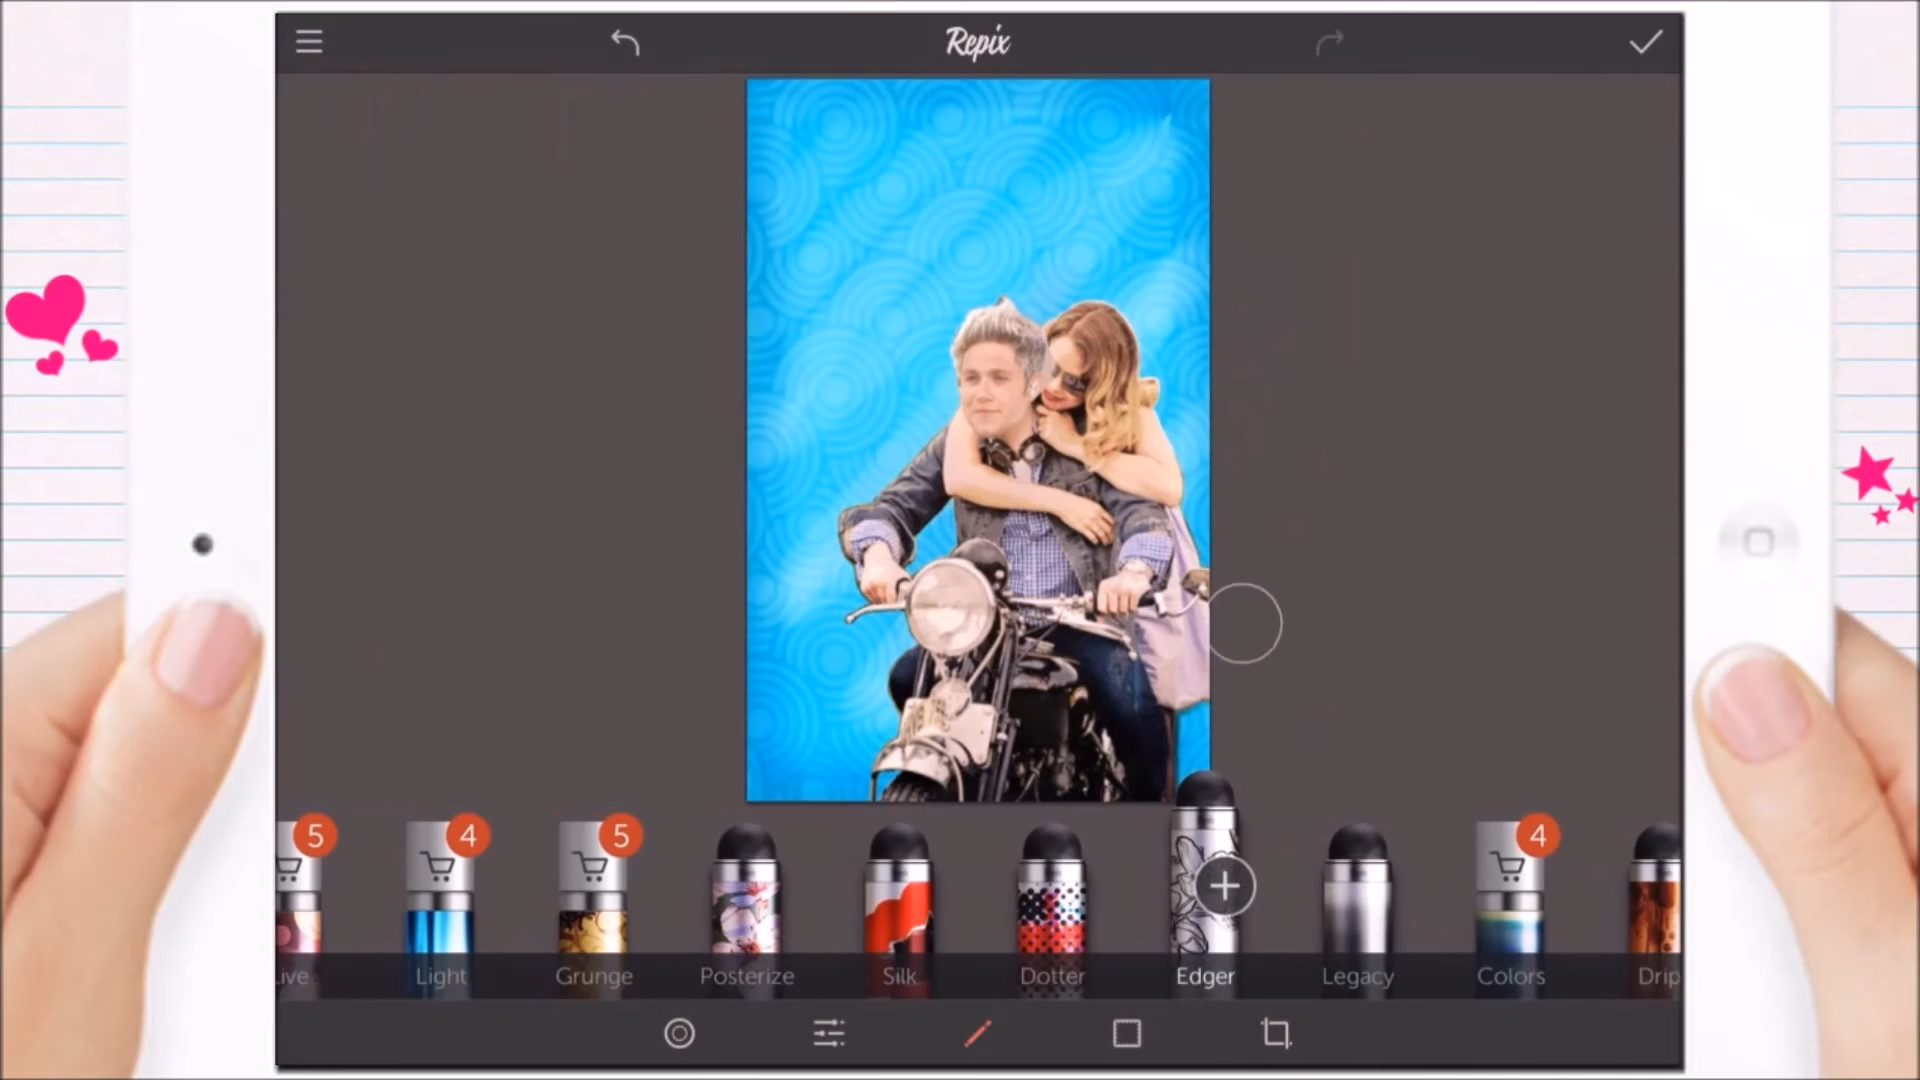 Repix
5
4
5
4
ive
Light
Grunge
Posterize
Silk
Dotter
Edger
Legacy
Colors
Drip